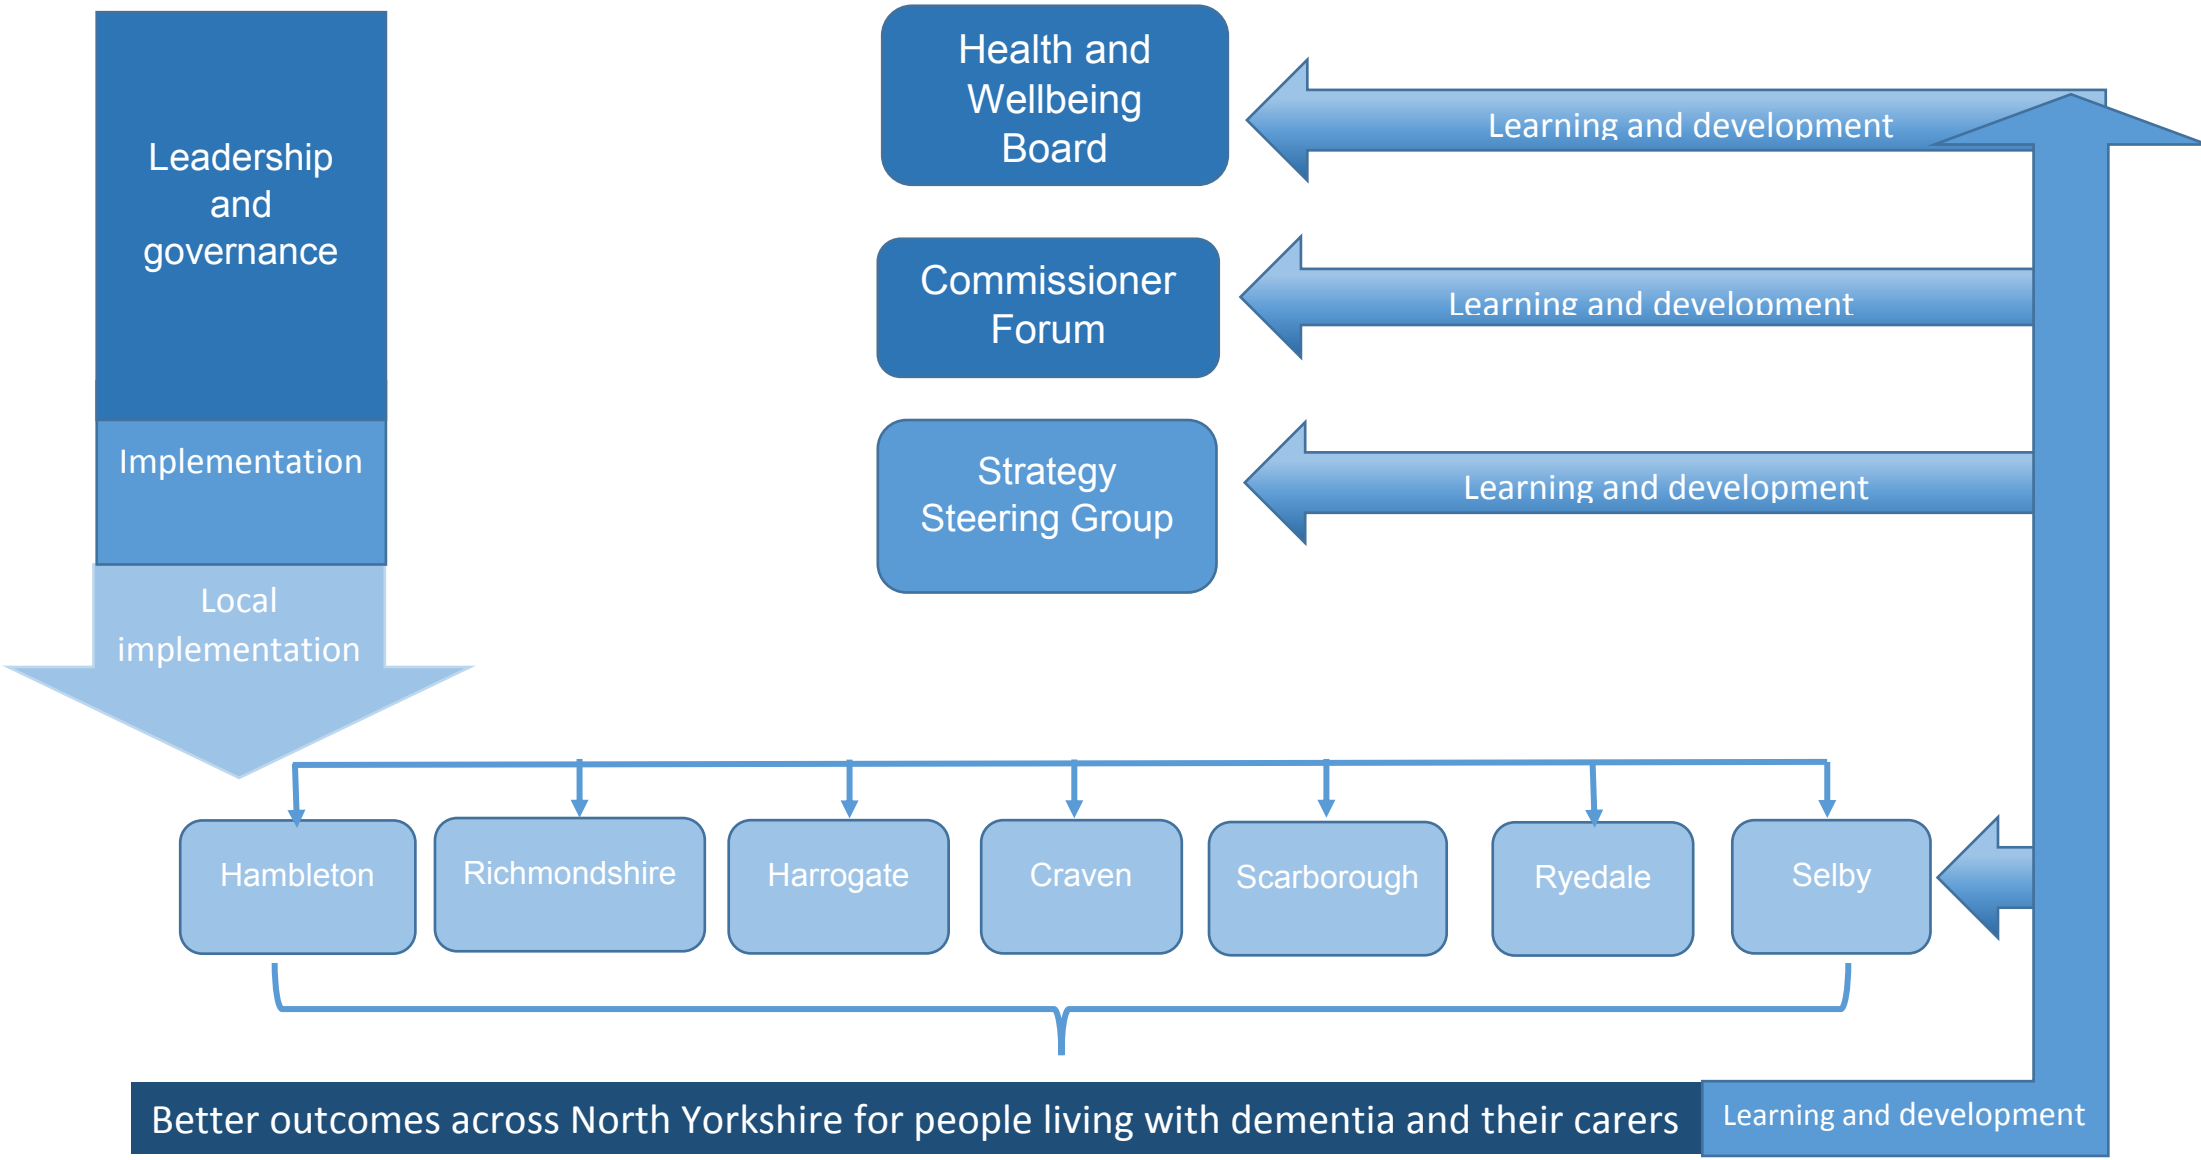 Leadership
and
governance
Implementation
Local
implementation
Health and
Wellbeing
Board
Learning and development
Commissioner
Forum
Learning and development
Strategy
Steering Group
Learning and development
Hambleton
Richmondshire
Harrogate
Craven
Scarborough
Ryedale
Selby
Better outcomes across North Yorkshire for people living with dementia and their carers
Learning and development